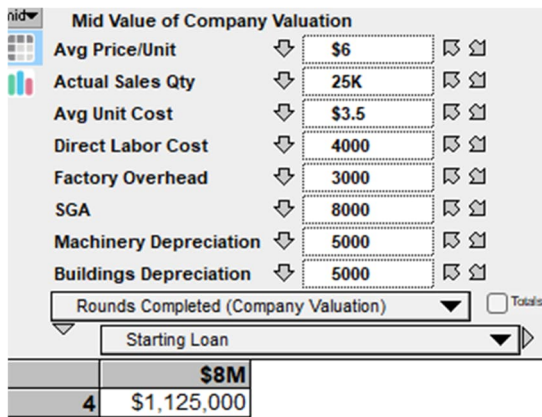 mid
Mid Value of Company Valuation
Avg Price/Unit $6
Actual Sales Qty 25K
Avg Unit Cost $3.5
Direct Labor Cost 4000
Factory Overhead 3000
SGA 8000
Machinery Depreciation 5000
Buildings Depreciation 5000
Rounds Completed (Company Valuation) Totals
Starting Loan
$8M
4 $1,125,000